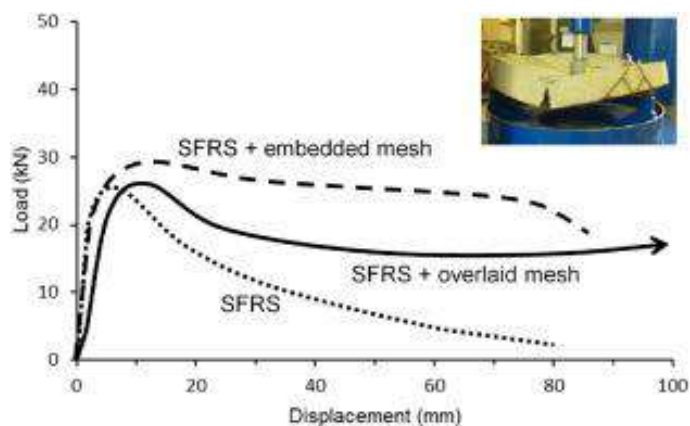 50
40
30
20
10
0
Load (kN)
SFRS + embedded mesh
SFRS + overlaid mesh
SFRS
0 20 40 60 80 100
Displacement (mm)